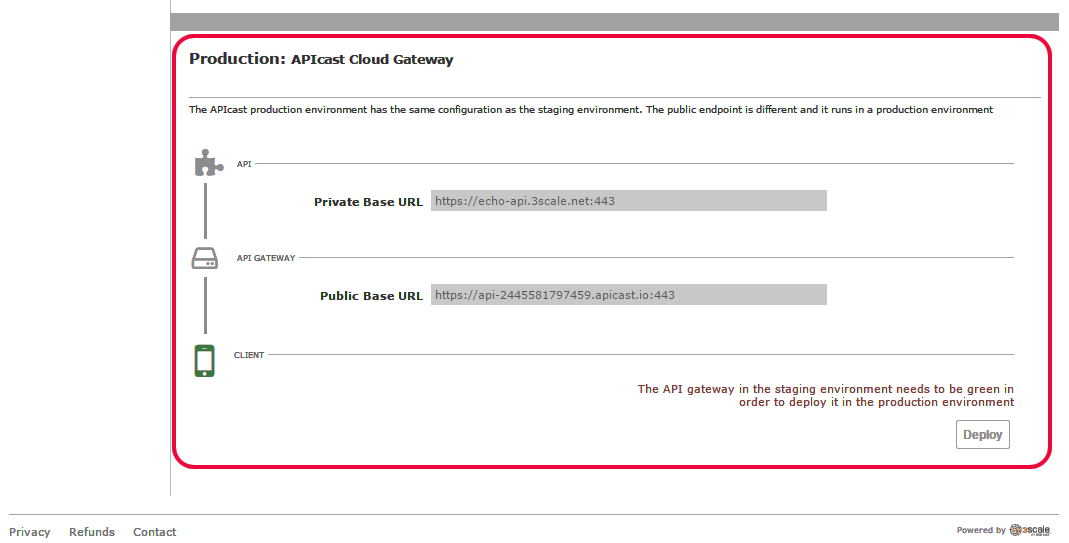 Production: APIcast Cloud Gateway
The APIcast production environment has the same configuration as the staging environment. The public endpoint is different and it runs in a production environment
API
Private Base URL https://echo-api.3scale.net:443
API GATEWAY
Public Base URL https://api-2445581797459.apicast.io:443
CLIENT
The API gateway in the staging environment needs to be green in
order to deploy it in the production environment
Deploy
Privacy Refunds Contact Powered by 3scale